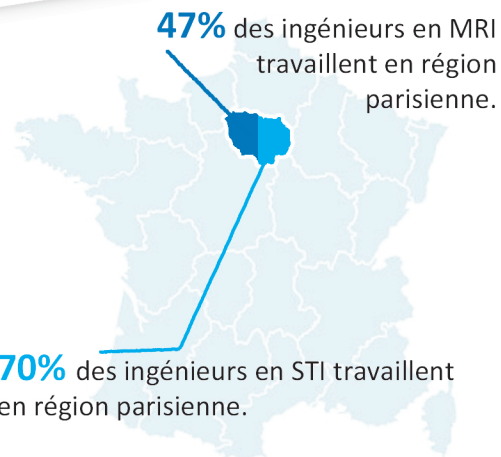 47% des ingénieurs en MRI
travaillent en région
parisienne.
70% des ingénieurs en STI travaillent
en région parisienne.